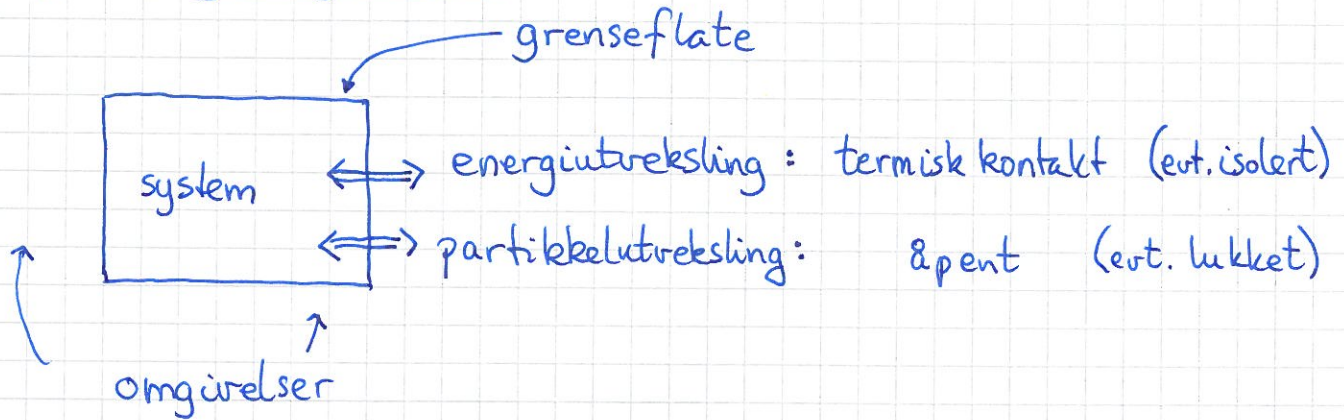 grenseflate
system
energiutveksling : termisk kontakt (evt. isolert)
partikkelutveksling: åpent (evt. lukket)
omgivelser